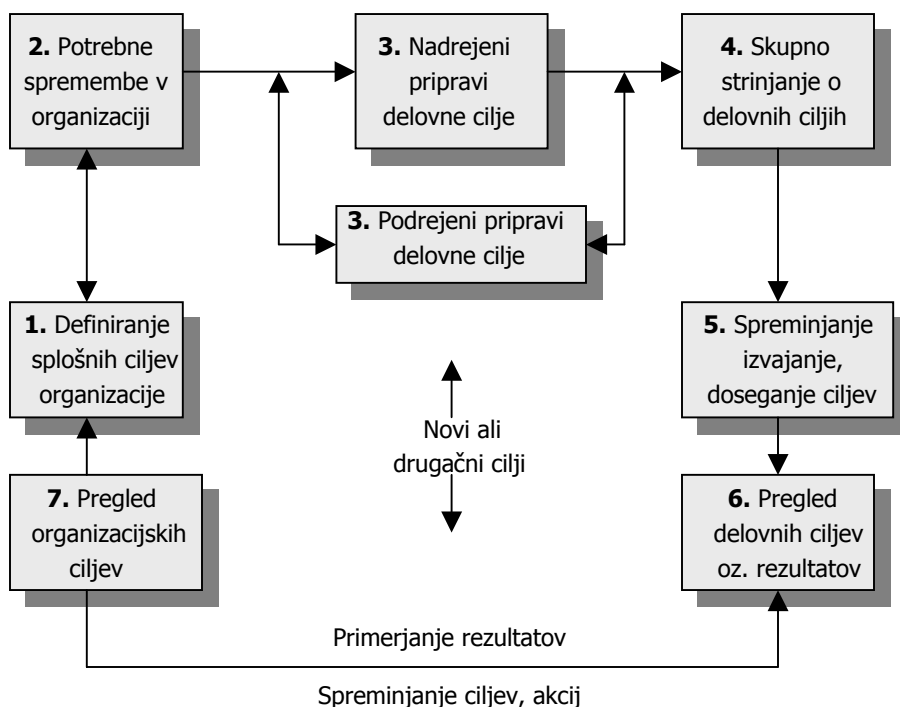 2. Potrebne
spremembe v
organizaciji
3. Nadrejeni
pripravi
delovne cilje
4. Skupno
strinjanje o
delovnih ciljih
3. Podrejeni pripravi
delovne cilje
1. Definiranje
splošnih ciljev
organizacije
5. Spreminjanje
izvajanje,
doseganje ciljev
Novi ali
drugačni cilji
7. Pregled
organizacijskih
ciljev
6. Pregled
delovnih ciljev
oz. rezultatov
Primerjanje rezultatov
Spreminjanje ciljev, akcij